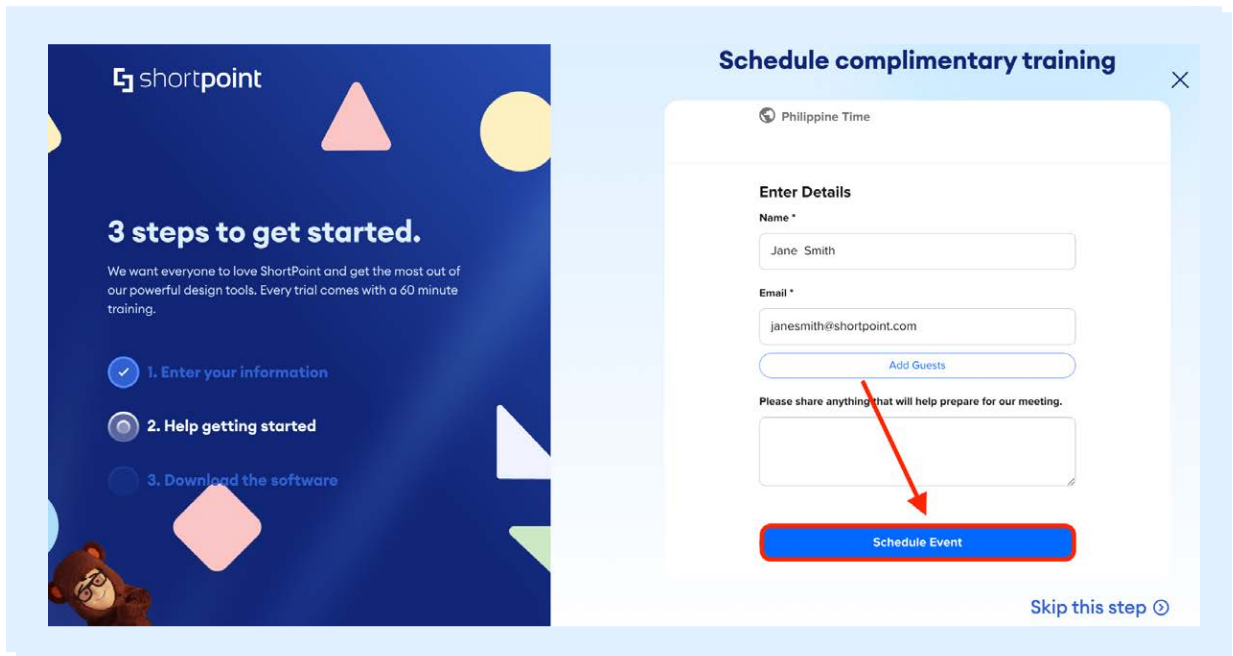 shortpoint
3 steps to get started.
We want everyone to love ShortPoint and get the most out of
our powerful design tools. Every trial comes with a 60 minute
training.
1. Enter your information
2. Help getting started
3. Download the software
Schedule complimentary training
Philippine Time
Enter Details
Name *
Jane Smith
Email *
janesmith@shortpoint.com
Add Guests
Please share anything that will help prepare for our meeting.
Schedule Event
Skip this step